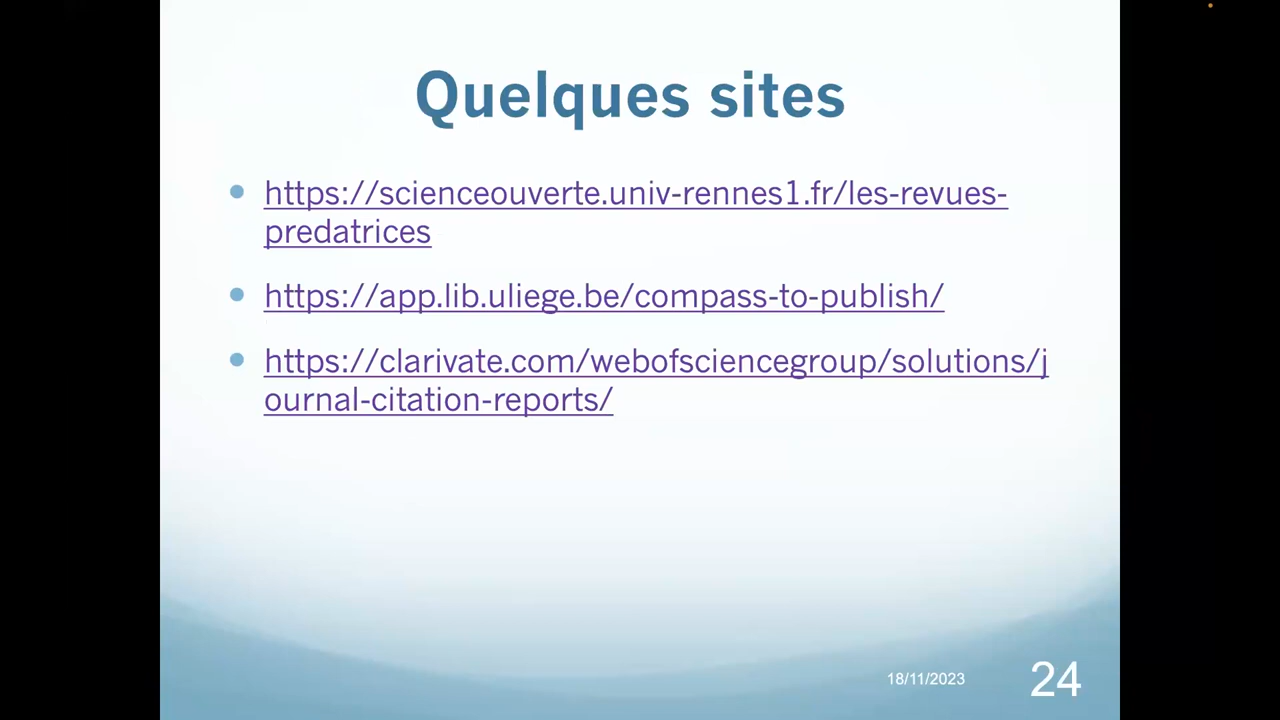 Quelques sites
https://scienceouverte.univ-rennes1.fr/les-revues-
predatrices
https://app.lib.uliege.be/compass-to-publish/
https://clarivate.com/webofsciencegroup/solutions/j
ournal-citation-reports/
18/11/2023
24